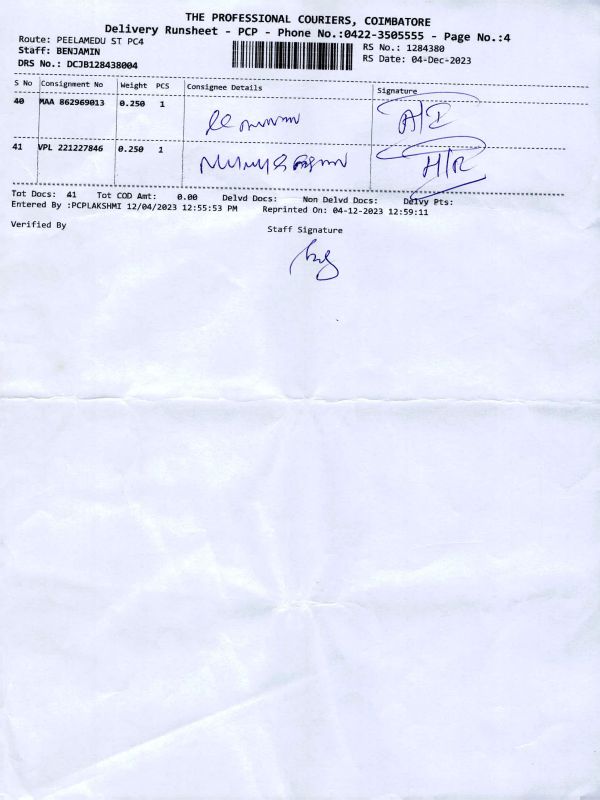 THE PROFESSIONAL COURIERS, COIMBATORE
Delivery Runsheet - PCP - Phone No.:0422-3505555 - Page No.:4
Route: PEELAMEDU ST PC4
RS No.: 1284380
Staff: BENJAMIN
RS Date: 04-Dec-2023
DRS No.: DCJB128438004
S No Consignment No Weight PCS Consignee Details Signature
40 MAA 862969013 0.250 1
41 VPL 221227846 0.250 1 H/R
Tot Docs: 41 Tot COD Amt: 0.00 Delvd Docs: Non Delvd Docs: Delvy Pts:
Entered By :PCPLAKSHMI 12/04/2023 12:55:53 PM Reprinted On: 04-12-2023 12:59:11
Verified By Staff Signature